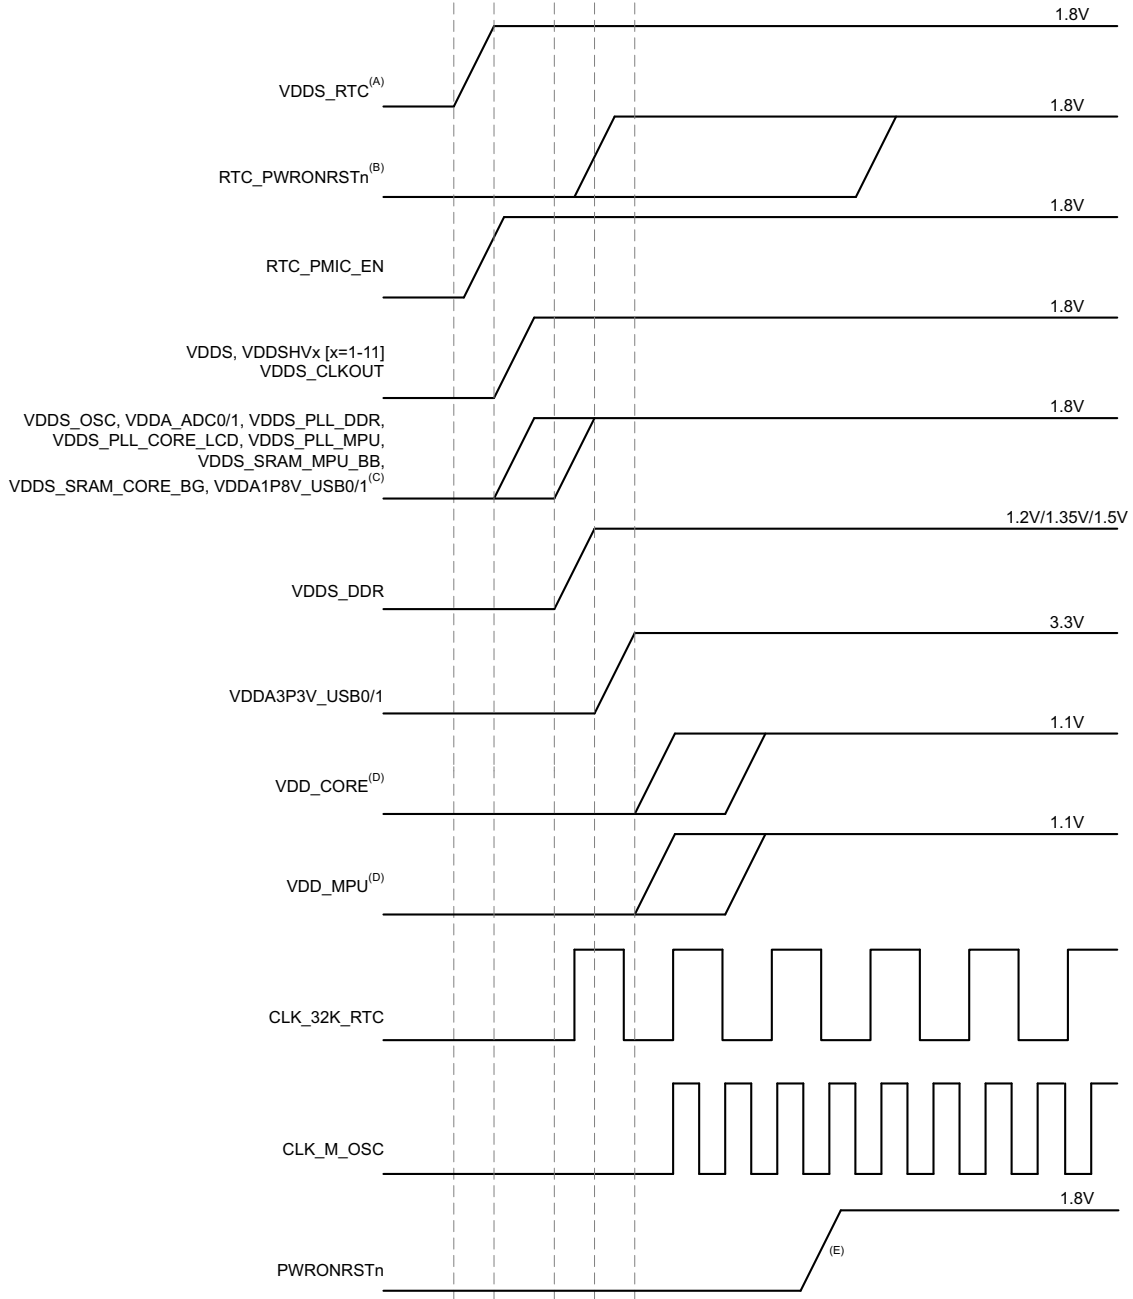 1.8V
VDDS_RTC(A)
1.8V
RTC_PWRONRSTn(B)
1.8V
RTC_PMIC_EN
1.8V
VDDS, VDDSHVx [x=1-11]
VDDS_CLKOUT
1.8V
VDDS_OSC, VDDA_ADC0/1, VDDS_PLL_DDR,
VDDS_PLL_CORE_LCD, VDDS_PLL_MPU,
VDDS_SRAM_MPU_BB,
VDDS_SRAM_CORE_BG, VDDA1P8V_USB0/1(C)
1.2V/1.35V/1.5V
VDDS_DDR
3.3V
VDDA3P3V_USB0/1
1.1V
VDD_CORE(D)
1.1V
VDD_MPU(D)
CLK_32K_RTC
CLK_M_OSC
1.8V
(E)
PWRONRSTn